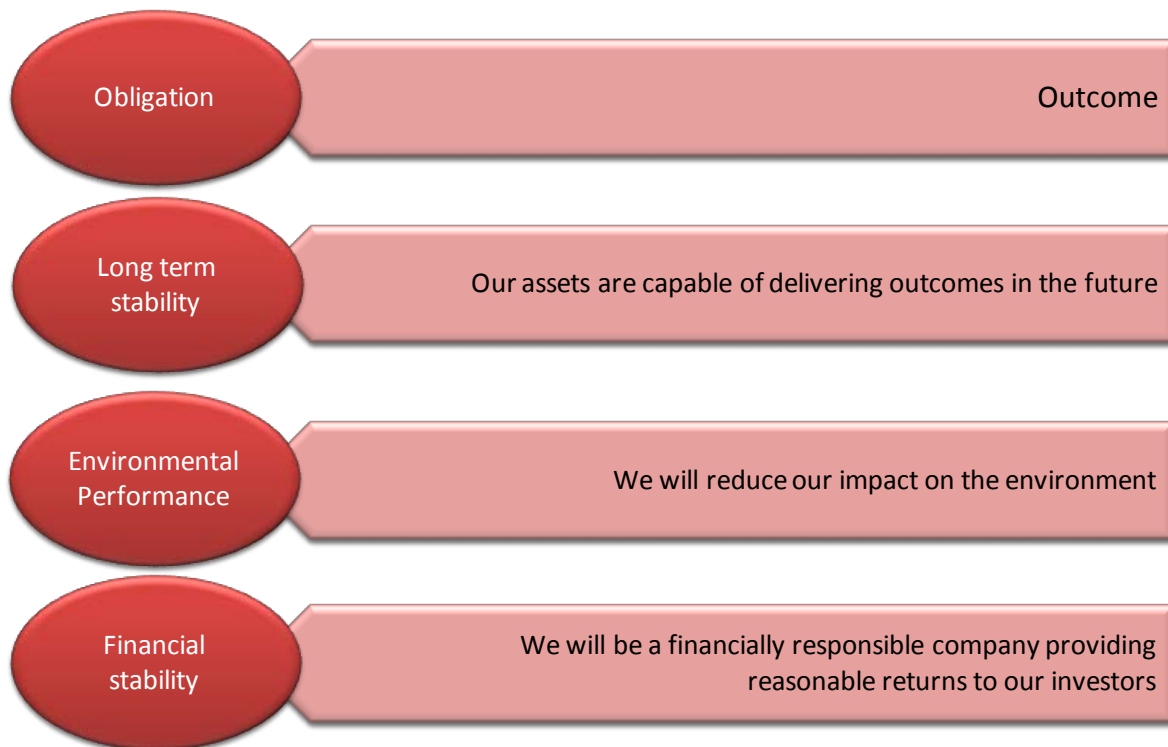 Obligation
Outcome
Long term
stability
Our assets are capable of delivering outcomes in the future
Environmental
Performance
We will reduce our impact on the environment
Financial
stability
We will be a financially responsible company providing
reasonable returns to our investors